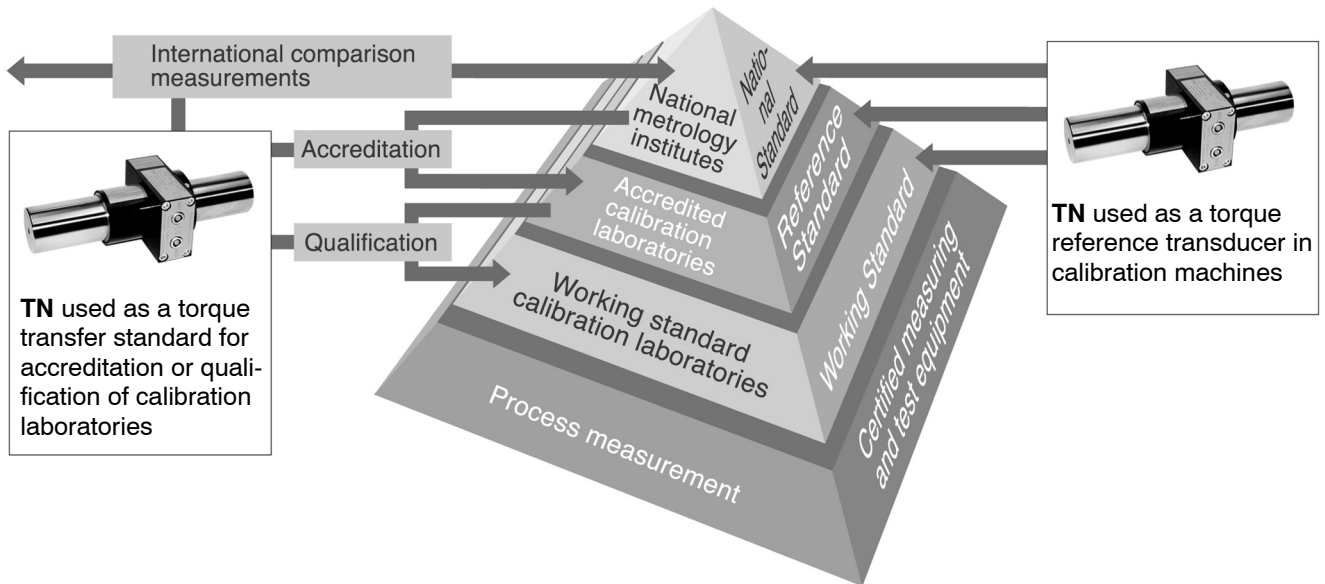 International comparison
measurements
Accreditation
Qualification
TN used as a torque
transfer standard for
accreditation or quali-
fication of calibration
laboratories
National
metrology
institutes
Natio-
nal
Standard
Accredited
calibration
laboratories
Reference
Standard
Working standard
calibration laboratories
Working Standard
Process measurement
Certified measuring
and test equipment
TN used as a torque
reference transducer in
calibration machines